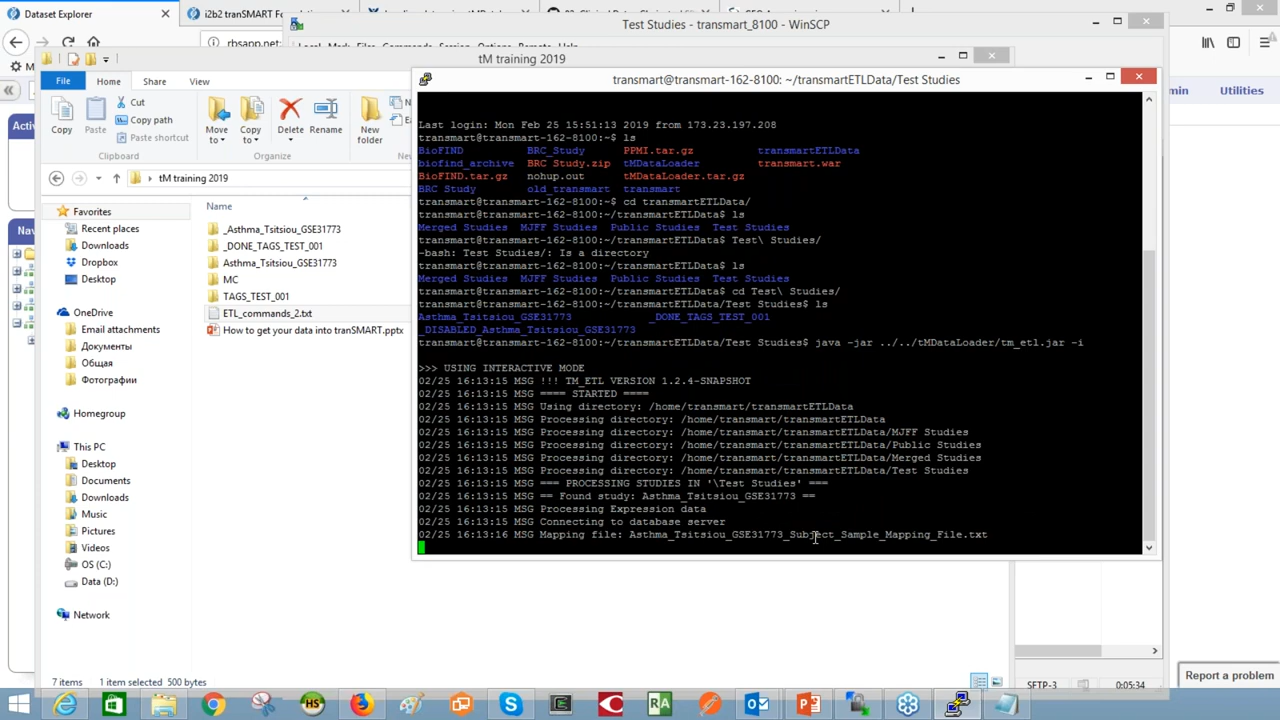 Dataset Explorer
i2b2 tranSMART
rbsapp.net
Test Studies - transmart_8100 - WinSCP
tM training 2019
File
Home
Share
View
Copy
Paste
Cut
Copy path
Paste shortcut
Clipboard
Move to
Copy to
Delete
Rename
Organize
New folder
tM training 2019
Favorites
Recent places
Downloads
Dropbox
Desktop
OneDrive
Email attachments
Документы
Общая
Фотографии
Homegroup
This PC
Desktop
Documents
Downloads
Music
Pictures
Videos
OS (C:)
Data (D:)
Network
Name
_Asthma_Tsitsiou_GSE31773
_DONE_TAGS_TEST_001
Asthma_Tsitsiou_GSE31773
MC
TAGS_TEST_001
ETL_commands_2.txt
How to get your data into tranSMART.pptx
7 items 1 item selected 500 bytes
transmart@transmart-162-8100: ~/transmartETLData/Test Studies
Last login: Mon Feb 25 15:51:13 2019 from 173.23.197.208
transmart@transmart-162-8100:~$ ls
BioFIND BRC_Study PPMI.tar.gz transmartETLData
biofind_archive BRC Study.zip tMDataLoader transmart.war
BioFIND.tar.gz nohup.out tMDataLoader.tar.gz
BRC Study old_transmart transmart
transmart@transmart-162-8100:~$ cd transmartETLData/
transmart@transmart-162-8100:~/transmartETLData$ ls
Merged Studies MJFF Studies Public Studies Test Studies
transmart@transmart-162-8100:~/transmartETLData$ Test\ Studies/
-bash: Test Studies/: Is a directory
transmart@transmart-162-8100:~/transmartETLData$ ls
Merged Studies MJFF Studies Public Studies Test Studies
transmart@transmart-162-8100:~/transmartETLData$ cd Test\ Studies/
transmart@transmart-162-8100:~/transmartETLData/Test Studies$ ls
Asthma_Tsitsiou_GSE31773 _DONE_TAGS_TEST_001
_DISABLED_Asthma_Tsitsiou_GSE31773
transmart@transmart-162-8100:~/transmartETLData/Test Studies$ java -jar ../../tMDataLoader/tm_etl.jar -i
>>> USING INTERACTIVE MODE
02/25 16:13:15 MSG !!! TM_ETL VERSION 1.2.4-SNAPSHOT
02/25 16:13:15 MSG ==== STARTED ====
02/25 16:13:15 MSG Using directory: /home/transmart/transmartETLData
02/25 16:13:15 MSG Processing directory: /home/transmart/transmartETLData
02/25 16:13:15 MSG Processing directory: /home/transmart/transmartETLData/MJFF Studies
02/25 16:13:15 MSG Processing directory: /home/transmart/transmartETLData/Public Studies
02/25 16:13:15 MSG Processing directory: /home/transmart/transmartETLData/Merged Studies
02/25 16:13:15 MSG Processing directory: /home/transmart/transmartETLData/Test Studies
02/25 16:13:15 MSG === PROCESSING STUDIES IN '\Test Studies' ===
02/25 16:13:15 MSG == Found study: Asthma_Tsitsiou_GSE31773 ==
02/25 16:13:15 MSG Processing Expression data
02/25 16:13:15 MSG Connecting to database server
02/25 16:13:16 MSG Mapping file: Asthma_Tsitsiou_GSE31773_Subject_Sample_Mapping_File.txt
Utilities
Report a problem
SFTP-3 0:05:34